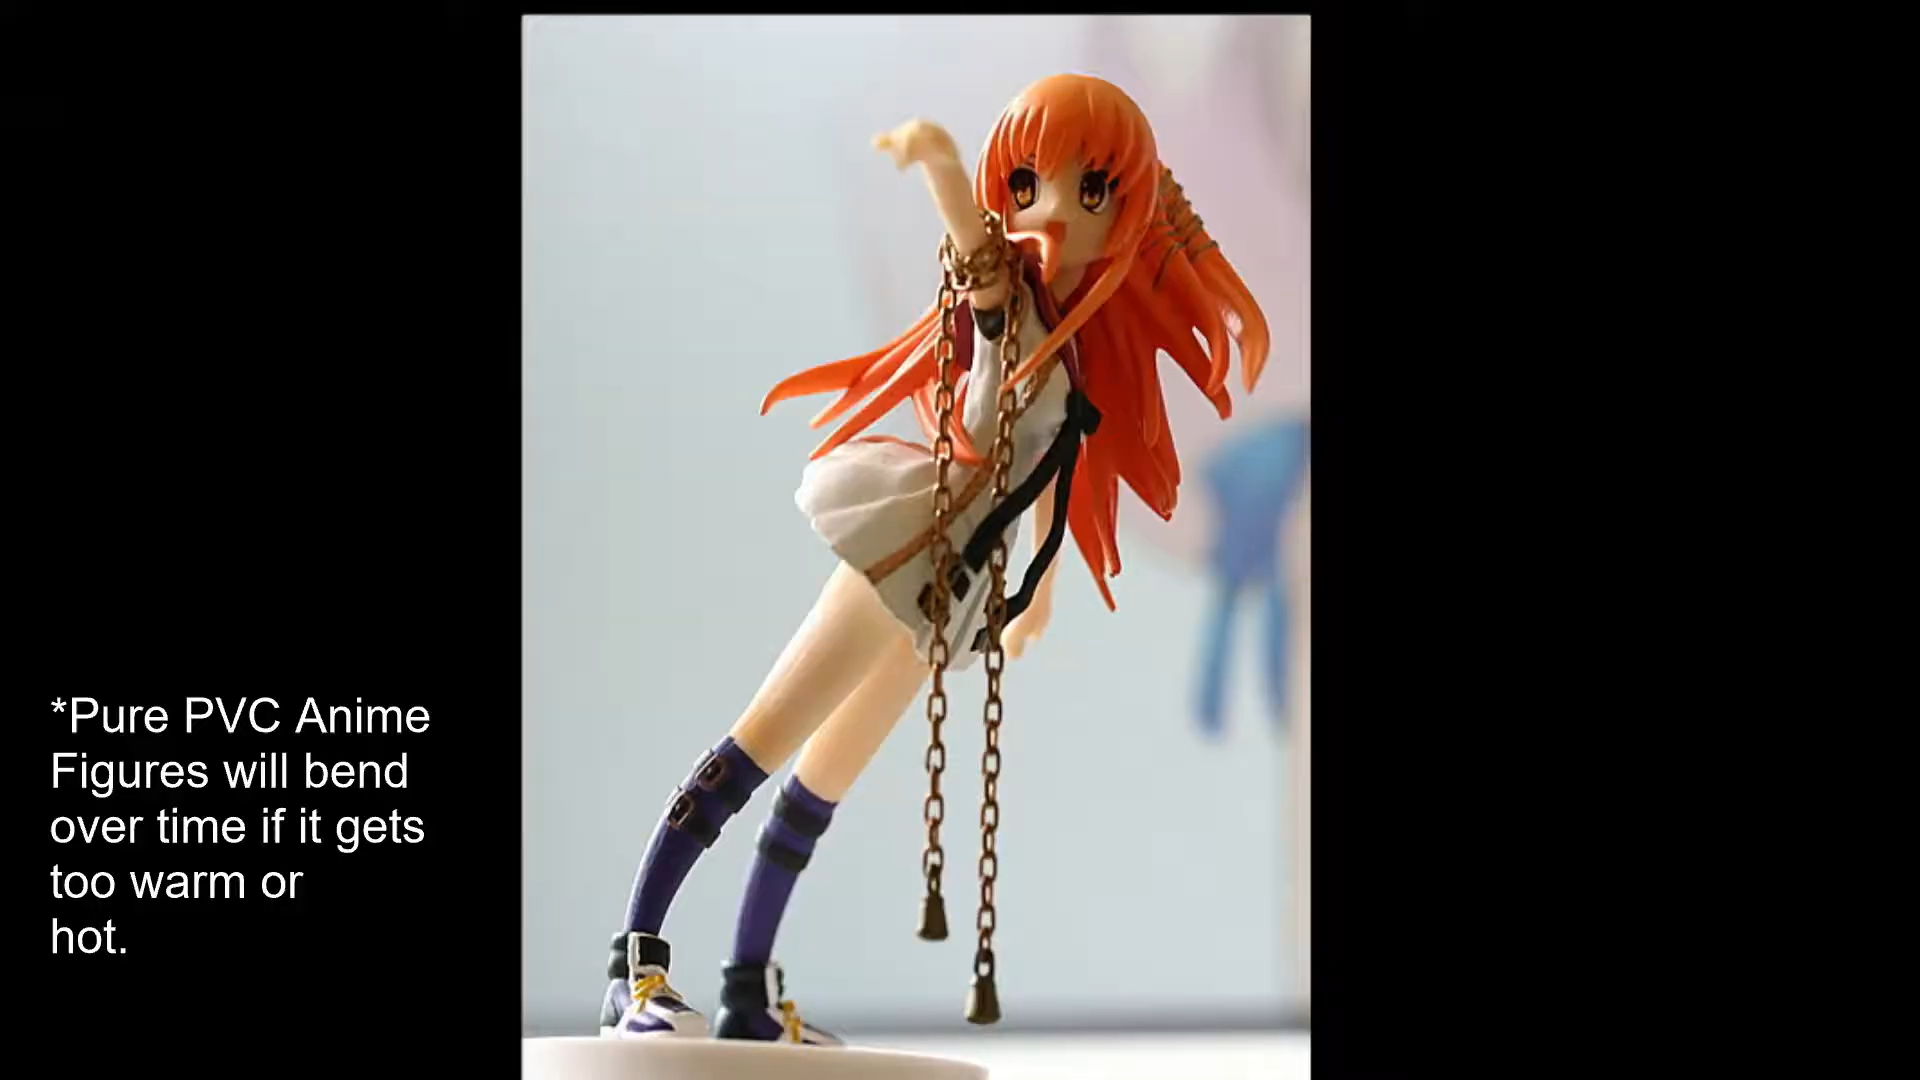 *Pure PVC Anime
Figures will bend
over time if it gets
too warm or
hot.